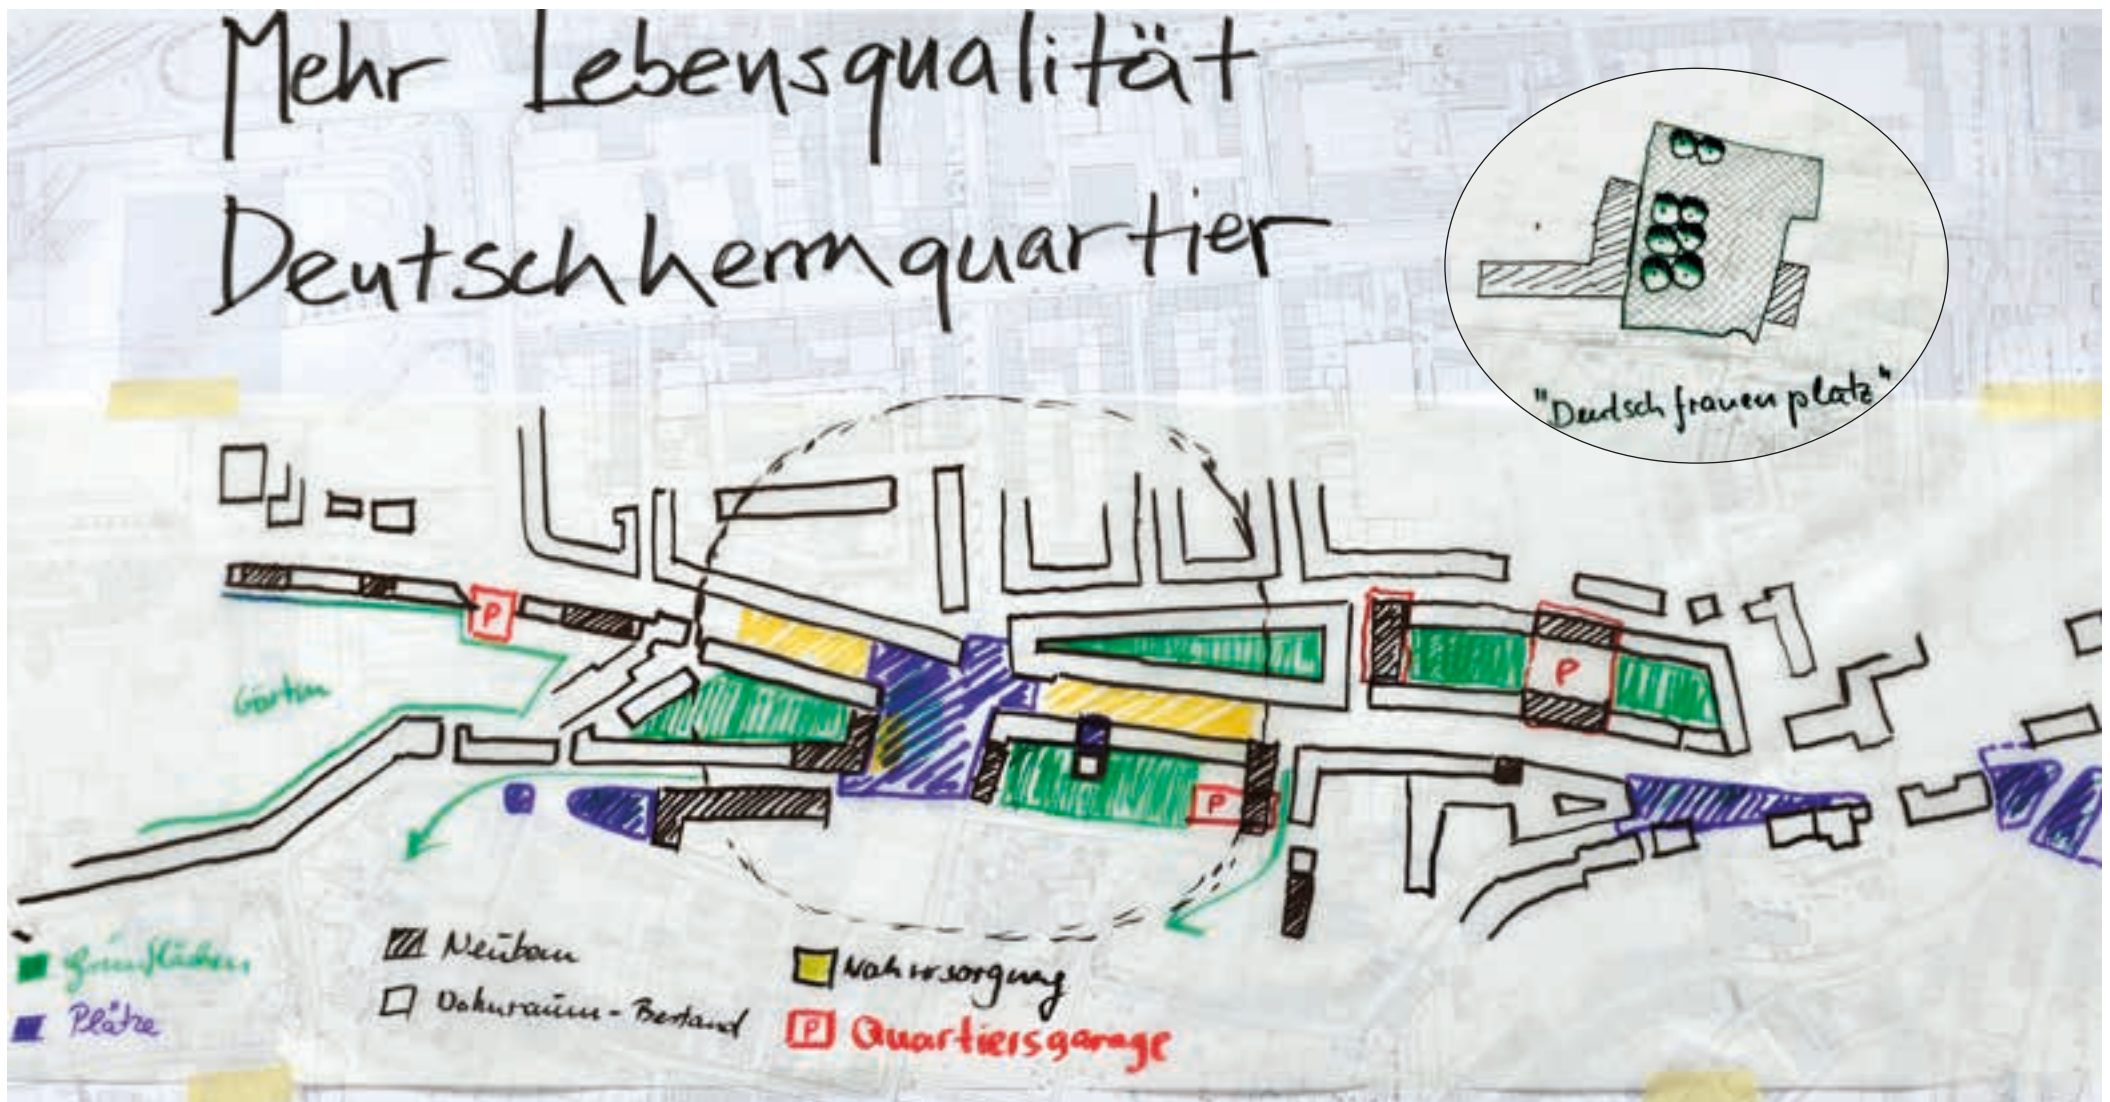 Mehr Lebensqualität
Deutschherrnquartier
"Deutschfrauenplatz"
P
P
P
Gärten
Grünflächen
Plätze
Neubau
Wohnraum-Bestand
Nahversorgung
P Quartiersgarage